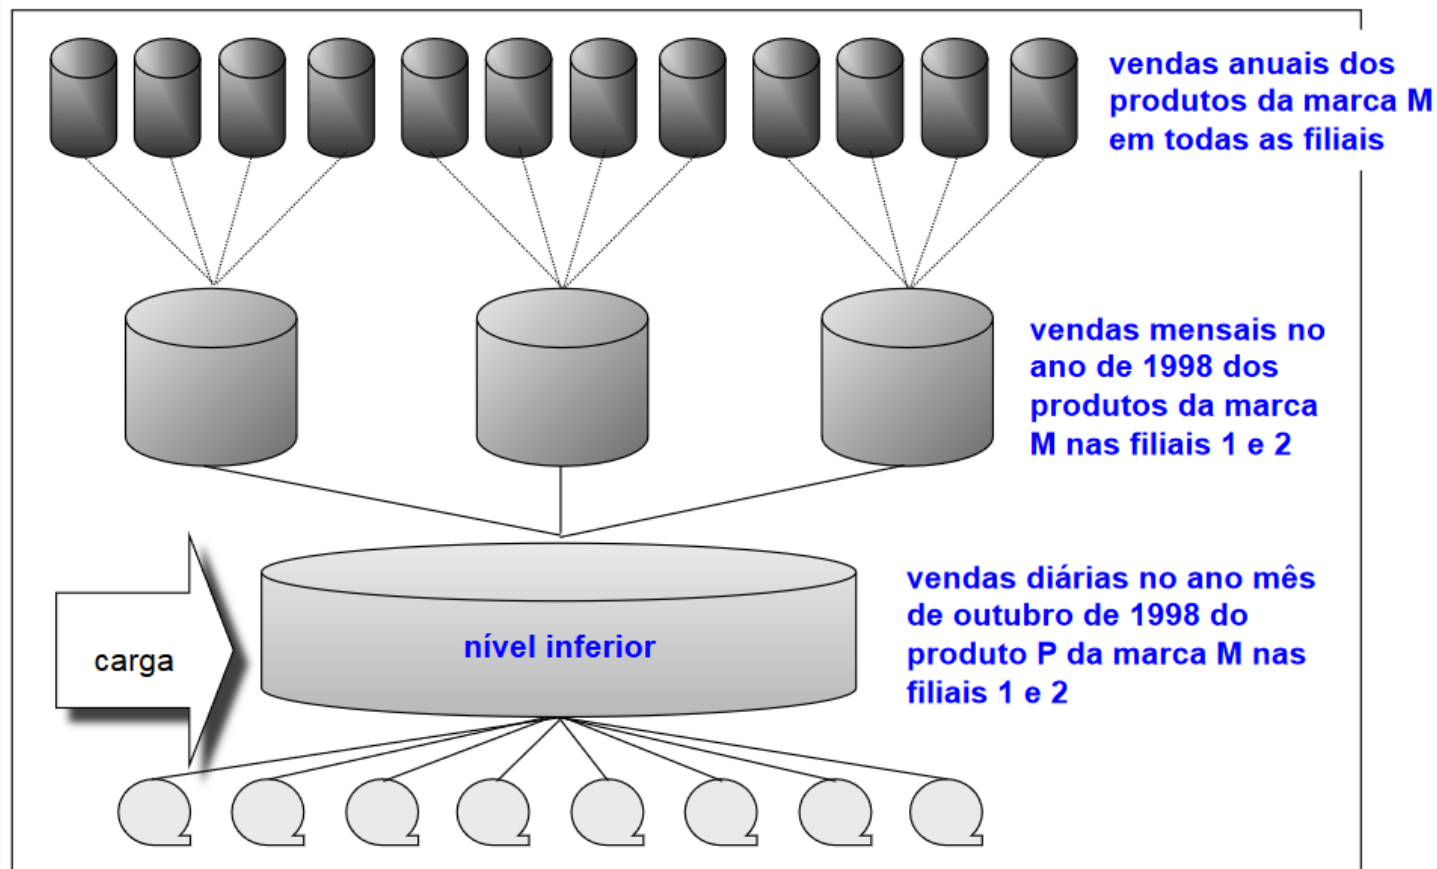 vendas anuais dos
produtos da marca M
em todas as filiais
vendas mensais no
ano de 1998 dos
produtos da marca
M nas filiais 1 e 2
vendas diárias no ano mês
de outubro de 1998 do
produto P da marca M nas
filiais 1 e 2
nível inferior
carga